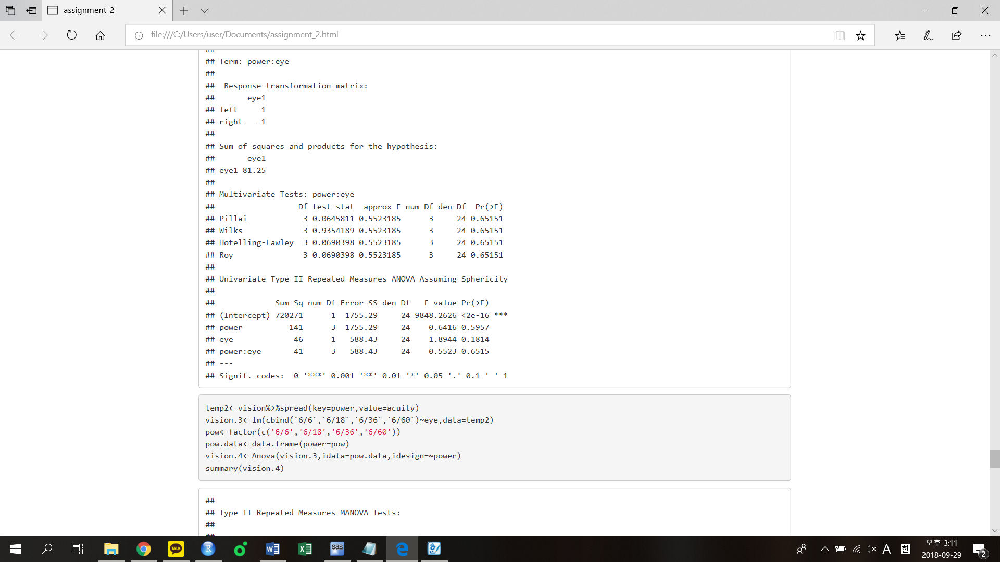 assignment_2
file:///C:/Users/user/Documents/assignment_2.html
##
## Term: power:eye
##
##  Response transformation matrix:
##       eye1
## left     1
## right   -1
##
## Sum of squares and products for the hypothesis:
##       eye1
## eye1 81.25
##
## Multivariate Tests: power:eye
##                  Df test stat  approx F num Df den Df  Pr(>F)
## Pillai            3 0.0645811 0.5523185      3     24 0.65151
## Wilks             3 0.9354189 0.5523185      3     24 0.65151
## Hotelling-Lawley  3 0.0690398 0.5523185      3     24 0.65151
## Roy               3 0.0690398 0.5523185      3     24 0.65151
##
## Univariate Type II Repeated-Measures ANOVA Assuming Sphericity
##
##             Sum Sq num Df Error SS den Df   F value Pr(>F)
## (Intercept) 720271      1  1755.29     24 9848.2626 <2e-16 ***
## power          141      3  1755.29     24    0.6416 0.5957
## eye             46      1   588.43     24    1.8944 0.1814
## power:eye       41      3   588.43     24    0.5523 0.6515
## ---
## Signif. codes:  0 '***' 0.001 '**' 0.01 '*' 0.05 '.' 0.1 ' ' 1
temp2<-vision%>%spread(key=power,value=acuity)
vision.3<-lm(cbind(`6/6`,`6/18`,`6/36`,`6/60`)~eye,data=temp2)
pow<-factor(c('6/6','6/18','6/36','6/60'))
pow.data<-data.frame(power=pow)
vision.4<-Anova(vision.3,idata=pow.data,idesign=~power)
summary(vision.4)
##
## Type II Repeated Measures MANOVA Tests:
##
##
TALK
R
W
X
sas
A
한
오후 3:11
2018-09-29
2